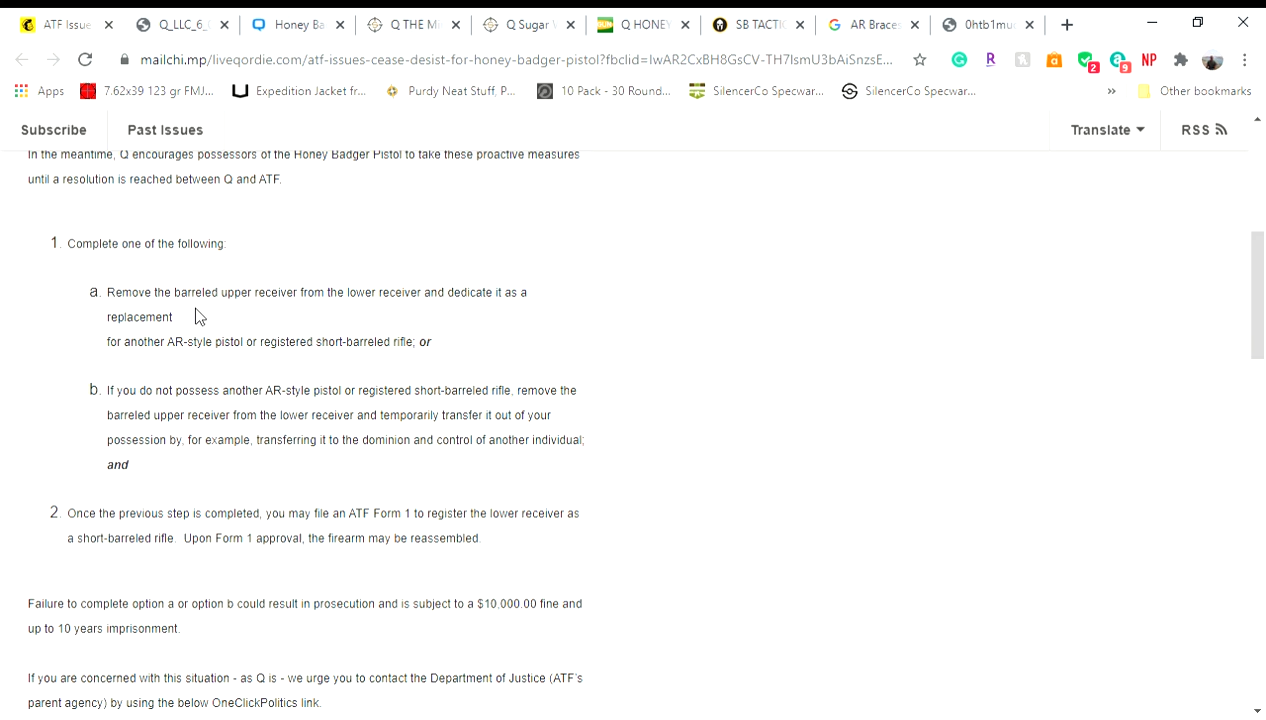 ATF Issue
Q_LLC_6_
Honey Ba
Q THE M
Q Sugar
Q HONEY
SB TACTIC
AR Braces
0htb1muc
mailchi.mp/liveqordie.com/atf-issues-cease-desist-for-honey-badger-pistol?fbclid=IwAR2CxBH8GsCV-TH7IsmU3bAiSnzsE...
2
9
NP
Apps
7.62x39 123 gr FMJ...
Expedition Jacket fr...
Purdy Neat Stuff, P...
10 Pack - 30 Round...
SilencerCo Specwar...
SilencerCo Specwar...
»
Other bookmarks
Subscribe
Past Issues
Translate
RSS
In the meantime, Q encourages possessors of the Honey Badger Pistol to take these proactive measures
until a resolution is reached between Q and ATF.
1. Complete one of the following:
a. Remove the barreled upper receiver from the lower receiver and dedicate it as a
replacement
for another AR-style pistol or registered short-barreled rifle; or
b. If you do not possess another AR-style pistol or registered short-barreled rifle, remove the
barreled upper receiver from the lower receiver and temporarily transfer it out of your
possession by, for example, transferring it to the dominion and control of another individual;
and
2. Once the previous step is completed, you may file an ATF Form 1 to register the lower receiver as
a short-barreled rifle. Upon Form 1 approval, the firearm may be reassembled.
Failure to complete option a or option b could result in prosecution and is subject to a $10,000.00 fine and
up to 10 years imprisonment.
If you are concerned with this situation - as Q is - we urge you to contact the Department of Justice (ATF's
parent agency) by using the below OneClickPolitics link.